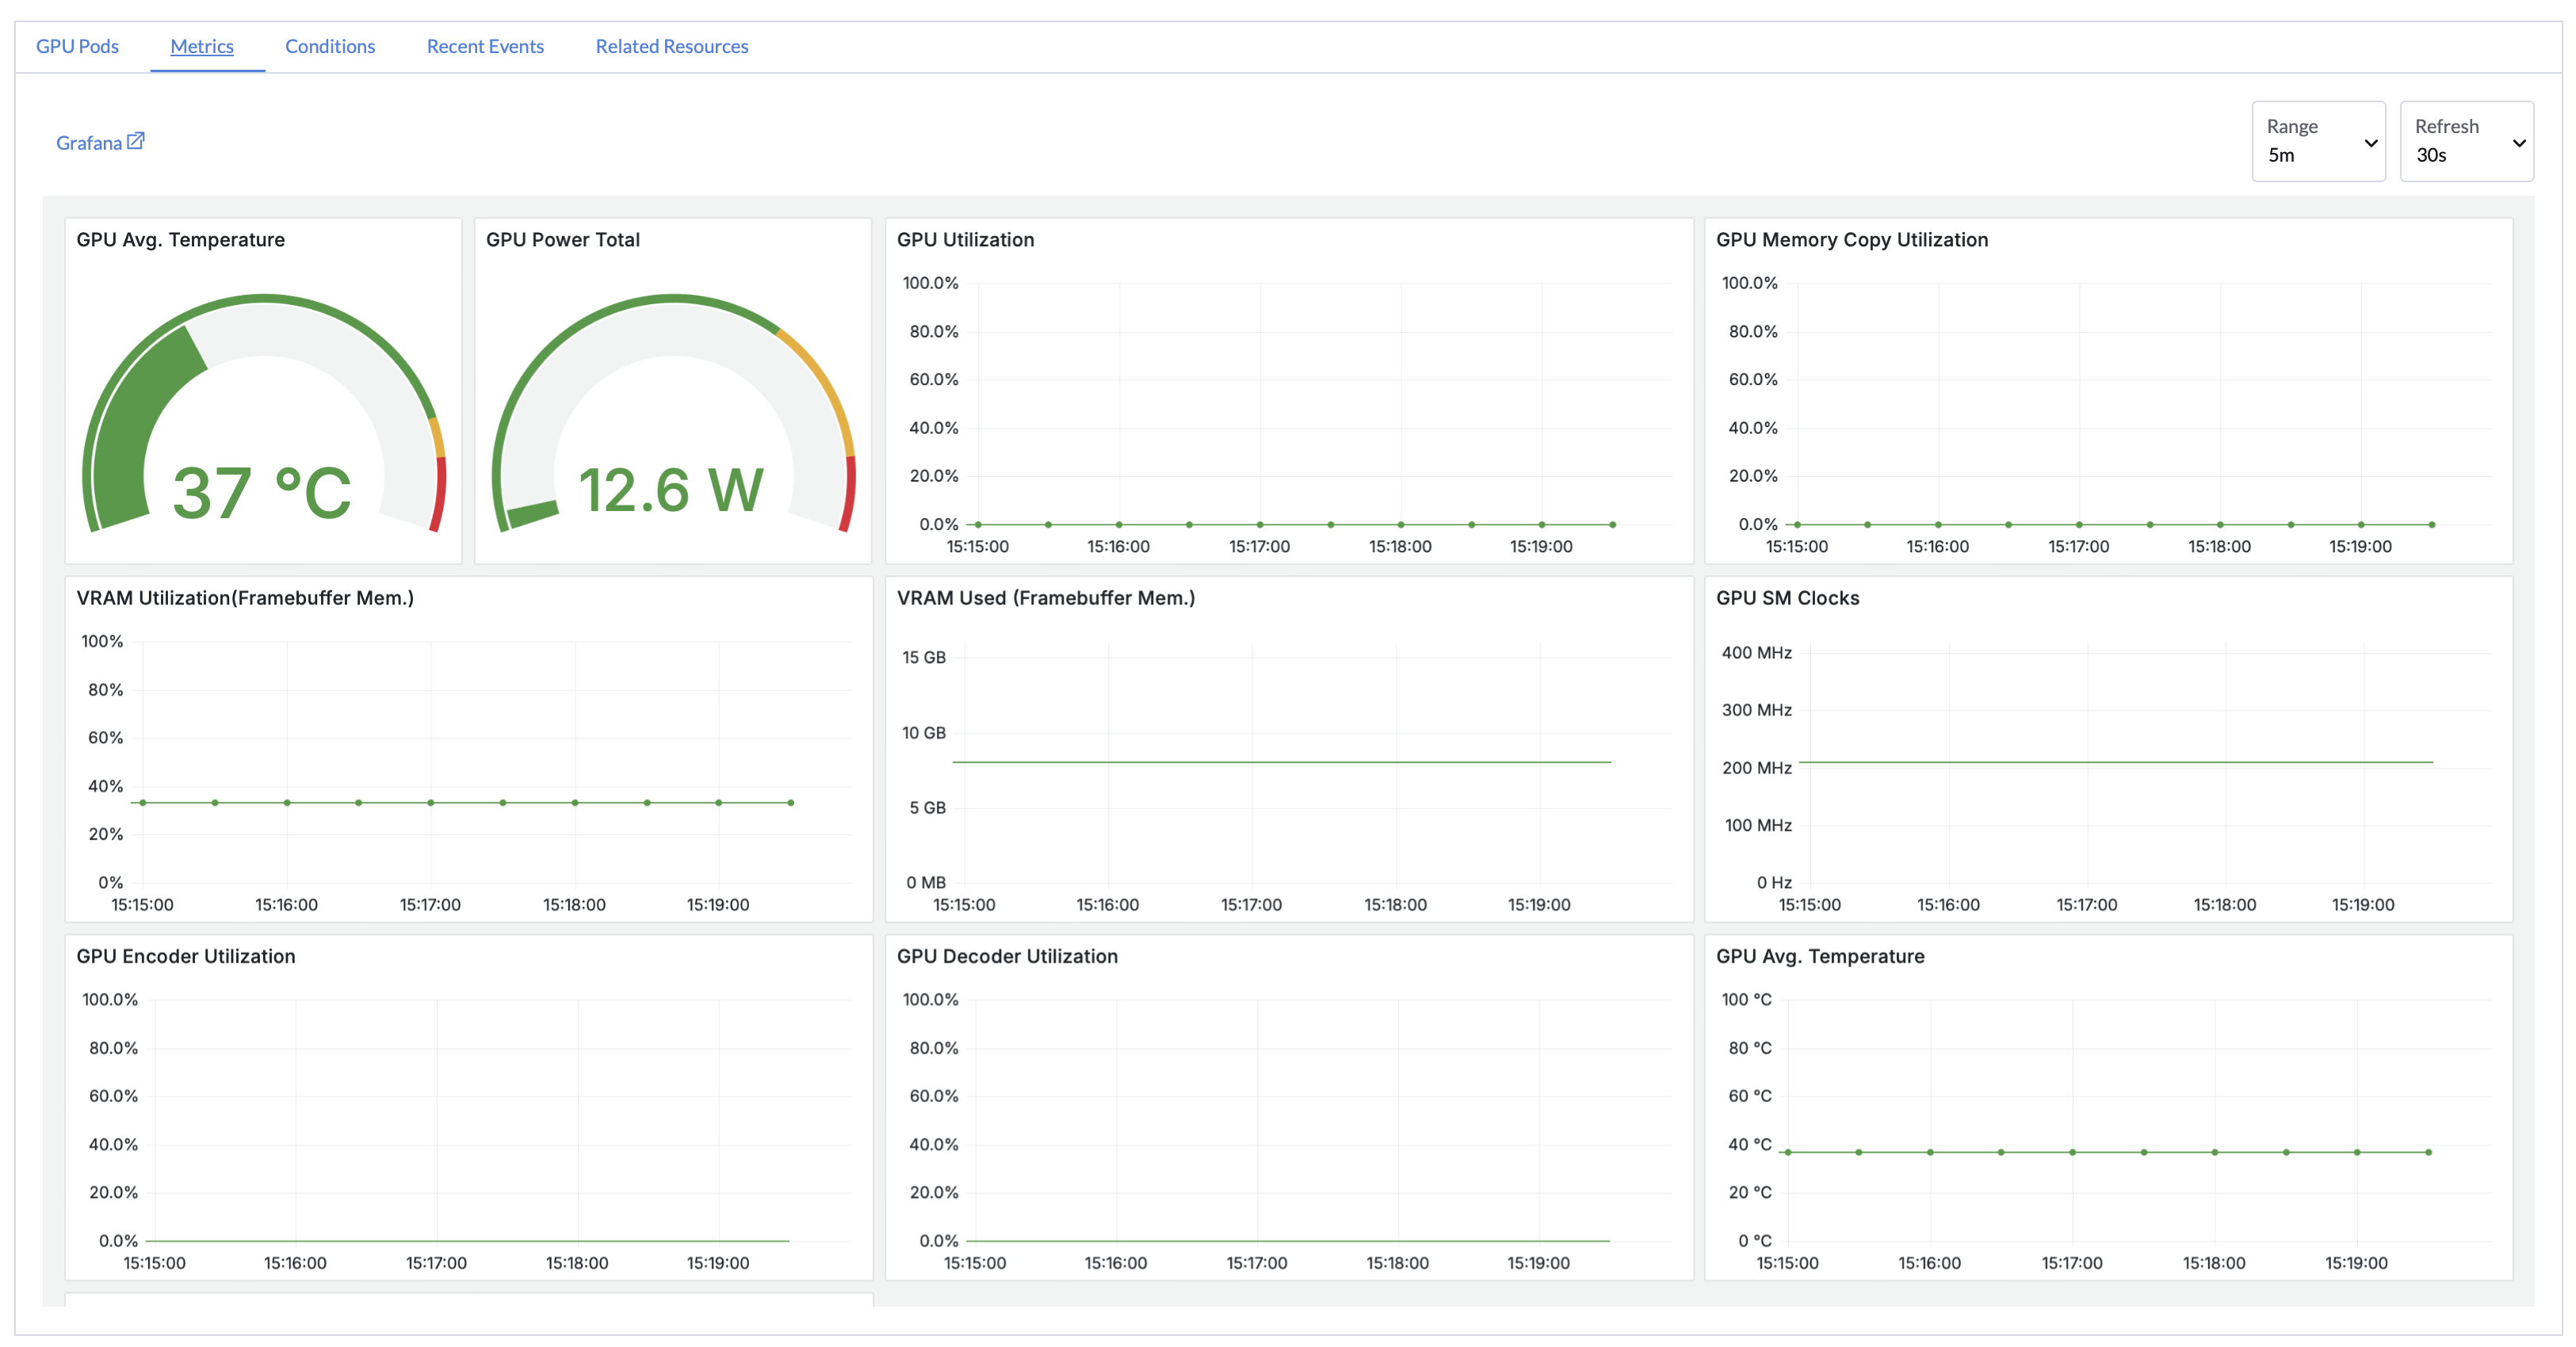 GPU Pods Metrics Conditions Recent Events Related Resources
Grafana
Range
5m
Refresh
30s
GPU Avg. Temperature
37 °C
GPU Power Total
12.6 W
GPU Utilization
100.0%
80.0%
60.0%
40.0%
20.0%
0.0%
15:15:00 15:16:00 15:17:00 15:18:00 15:19:00
GPU Memory Copy Utilization
100.0%
80.0%
60.0%
40.0%
20.0%
0.0%
15:15:00 15:16:00 15:17:00 15:18:00 15:19:00
VRAM Utilization(Framebuffer Mem.)
100%
80%
60%
40%
20%
0%
15:15:00 15:16:00 15:17:00 15:18:00 15:19:00
VRAM Used (Framebuffer Mem.)
15 GB
10 GB
5 GB
0 MB
15:15:00 15:16:00 15:17:00 15:18:00 15:19:00
GPU SM Clocks
400 MHz
300 MHz
200 MHz
100 MHz
0 Hz
15:15:00 15:16:00 15:17:00 15:18:00 15:19:00
GPU Encoder Utilization
100.0%
80.0%
60.0%
40.0%
20.0%
0.0%
15:15:00 15:16:00 15:17:00 15:18:00 15:19:00
GPU Decoder Utilization
100.0%
80.0%
60.0%
40.0%
20.0%
0.0%
15:15:00 15:16:00 15:17:00 15:18:00 15:19:00
GPU Avg. Temperature
100 °C
80 °C
60 °C
40 °C
20 °C
0 °C
15:15:00 15:16:00 15:17:00 15:18:00 15:19:00